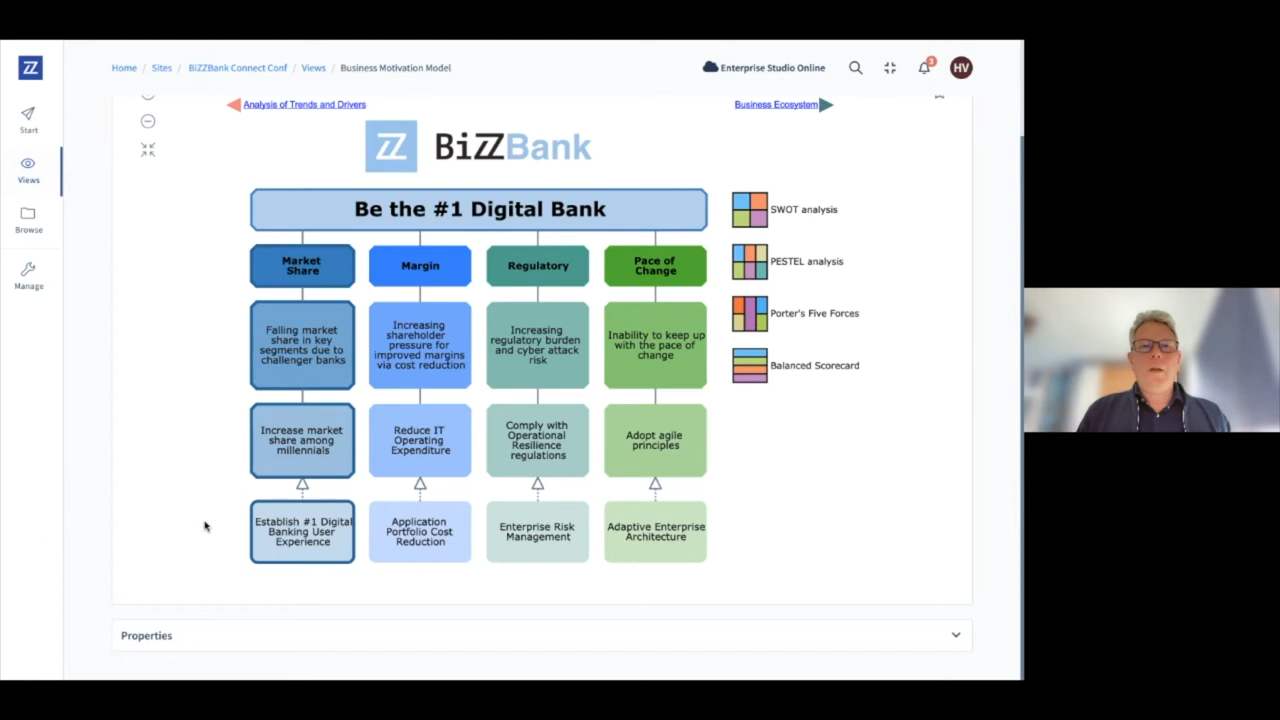 Home / Sites / BiZZBank Connect Conf / Views / Business Motivation Model
Enterprise Studio Online
3
HV
ZZ
Start
Views
Browse
Manage
Analysis of Trends and Drivers
Business Ecosystem
ZZ BiZZBank
Be the #1 Digital Bank
Market
Share
Margin
Regulatory
Pace of
Change
Falling market
share in key
segments due to
challenger banks
Increasing
shareholder
pressure for
improved margins
via cost reduction
Increasing
regulatory burden
and cyber attack
risk
Inability to keep up
with the pace of
change
Increase market
share among
millennials
Reduce IT
Operating
Expenditure
Comply with
Operational
Resilience
regulations
Adopt agile
principles
Establish #1 Digital
Banking User
Experience
Application
Portfolio Cost
Reduction
Enterprise Risk
Management
Adaptive Enterprise
Architecture
SWOT analysis
PESTEL analysis
Porter's Five Forces
Balanced Scorecard
Properties